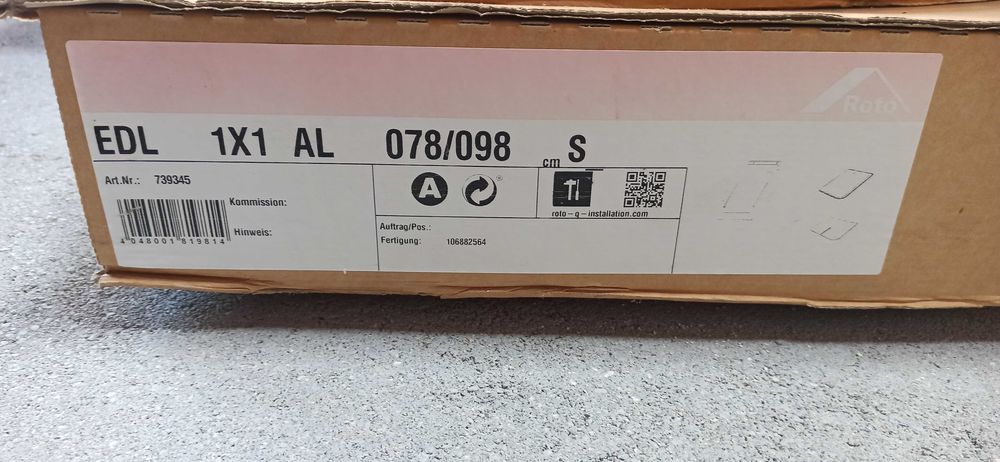 Roto
EDL 1X1 AL 078/098 cm S
Art.Nr.: 739345
Kommission:
Hinweis:
4 048001 819814
A
roto-q-installation.com
Auftrag/Pos.:
Fertigung: 106882564